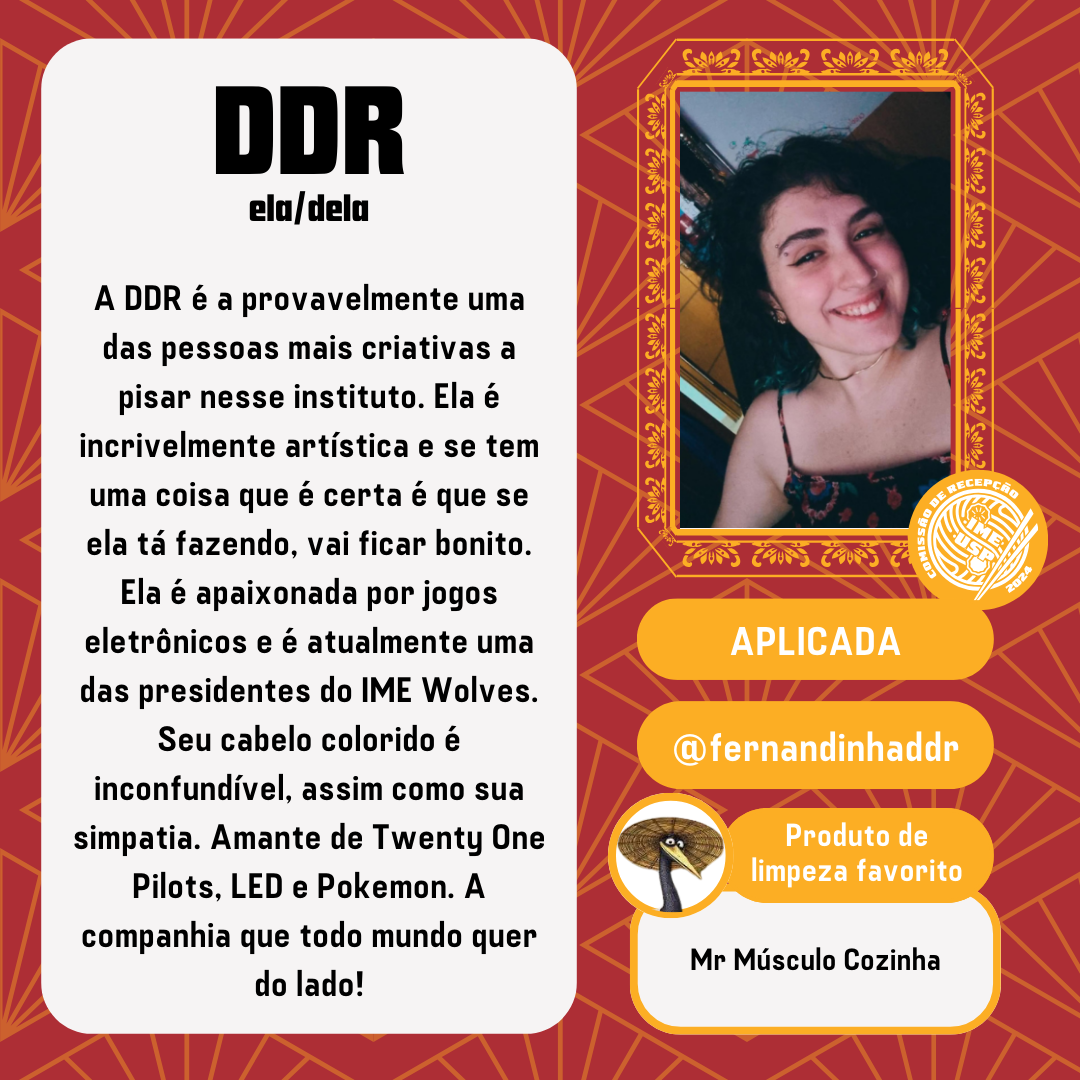 DDR
ela/dela
A DDR é a provavelmente uma
das pessoas mais criativas a
pisar nesse instituto. Ela é
incrivelmente artística e se tem
uma coisa que é certa é que se
ela tá fazendo, vai ficar bonito.
Ela é apaixonada por jogos
eletrônicos e é atualmente uma
das presidentes do IME Wolves.
Seu cabelo colorido é
inconfundível, assim como sua
simpatia. Amante de Twenty One
Pilots, LED e Pokemon. A
companhia que todo mundo quer
do lado!
COMISSÃO DE RECEPÇÃO
IME
USP
2024
APLICADA
@fernandinhaddr
Produto de
limpeza favorito
Mr Músculo Cozinha